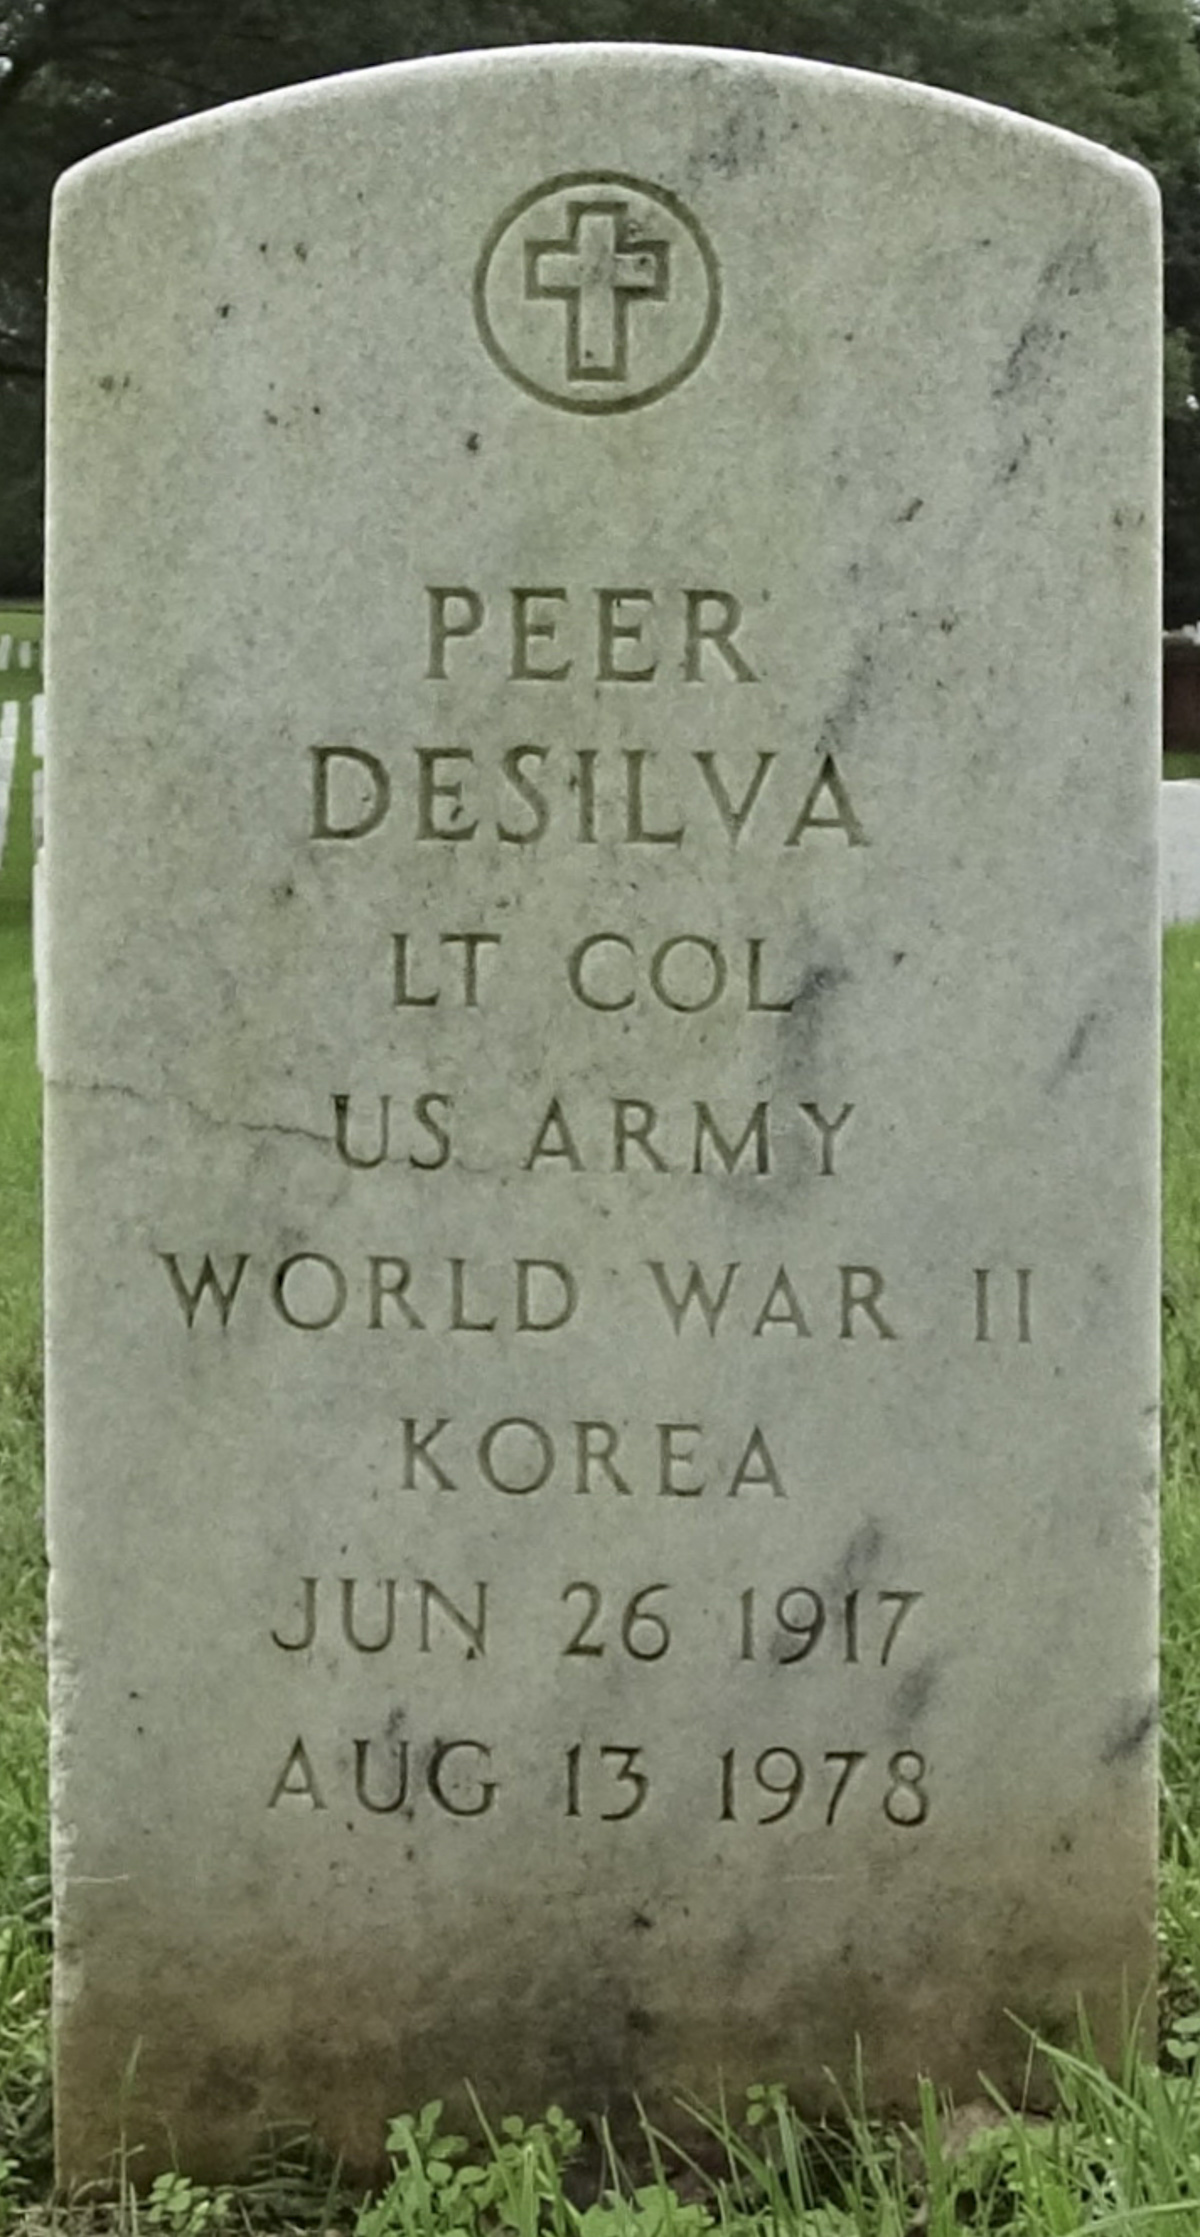 PEER
DESILVA
LT COL
US ARMY
WORLD WAR II
KOREA
JUN 26 1917
AUG 13 1978